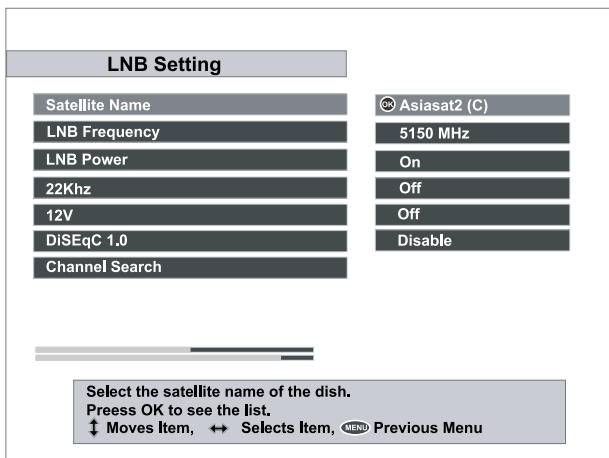 LNB Setting
Satellite Name
OK Asiasat2 (C)
LNB Frequency
5150 MHz
LNB Power
On
22Khz
Off
12V
Off
DiSEqC 1.0
Disable
Channel Search
Select the satellite name of the dish.
Preess OK to see the list.
Moves Item, Selects Item, MENU Previous Menu